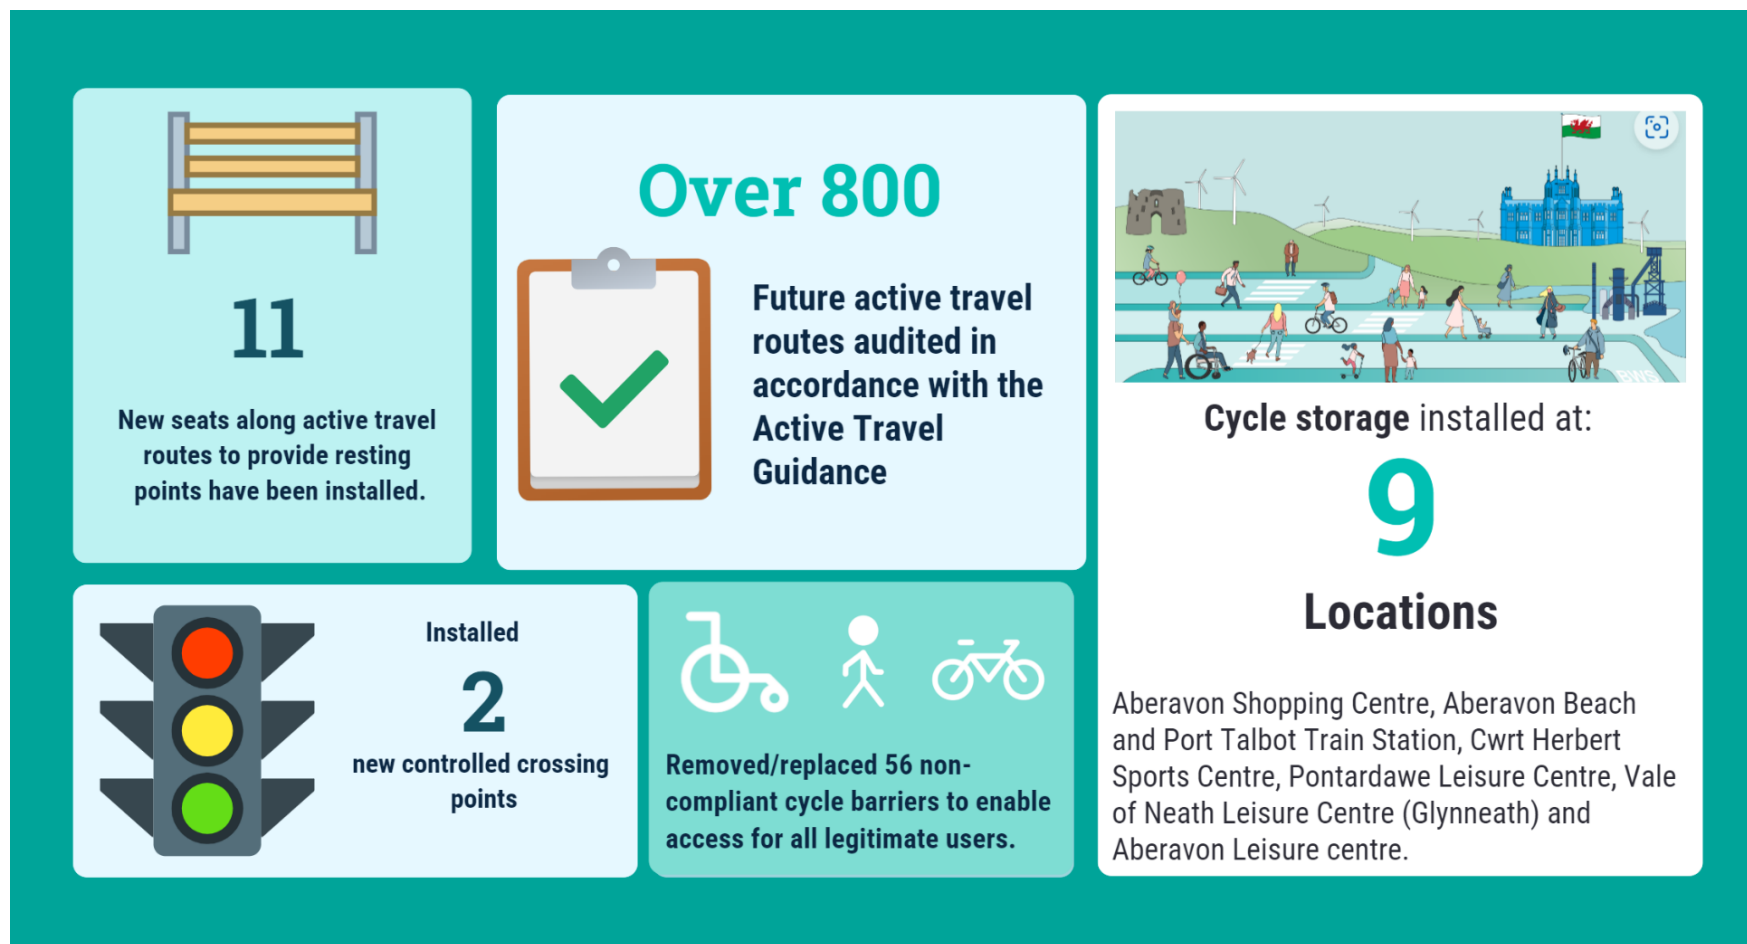 11
New seats along active travel
routes to provide resting
points have been installed.
Over 800
Future active travel
routes audited in
accordance with the
Active Travel
Guidance
Installed
2
new controlled crossing
points
Removed/replaced 56 non-
compliant cycle barriers to enable
access for all legitimate users.
BWS
Cycle storage installed at:
9
Locations
Aberavon Shopping Centre, Aberavon Beach
and Port Talbot Train Station, Cwrt Herbert
Sports Centre, Pontardawe Leisure Centre, Vale
of Neath Leisure Centre (Glynneath) and
Aberavon Leisure centre.